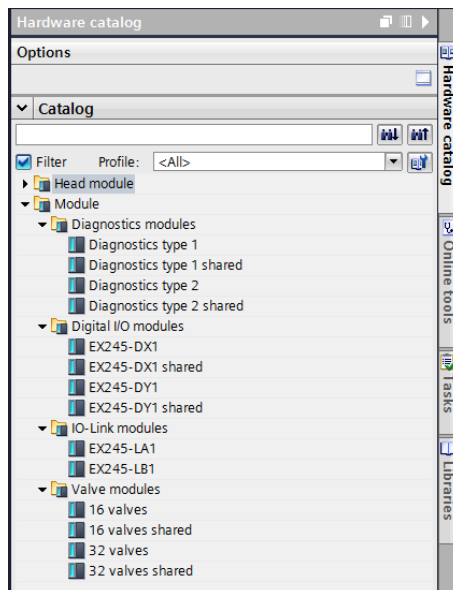 Hardware catalog
Options
Catalog
Filter Profile: <All>
Head module
Module
Diagnostics modules
Diagnostics type 1
Diagnostics type 1 shared
Diagnostics type 2
Diagnostics type 2 shared
Digital I/O modules
EX245-DX1
EX245-DX1 shared
EX245-DY1
EX245-DY1 shared
IO-Link modules
EX245-LA1
EX245-LB1
Valve modules
16 valves
16 valves shared
32 valves
32 valves shared
Hardware catalog
Online tools
Tasks
Libraries